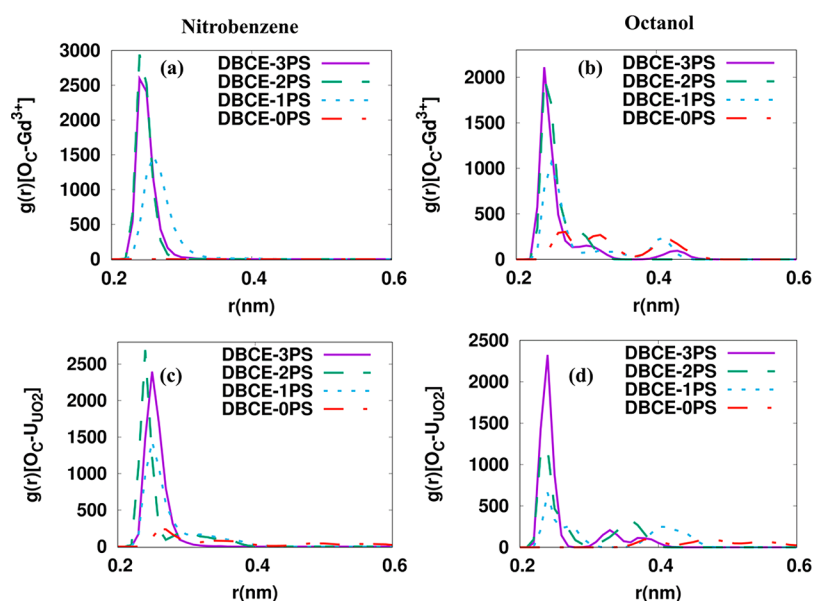 Nitrobenzene
Octanol
(a)
DBCE-3PS
DBCE-2PS
DBCE-1PS
DBCE-0PS
3000
2500
2000
1500
1000
500
0
0.2
0.4
0.6
r(nm)
g(r)[O_C-Gd³⁺]
(b)
DBCE-3PS
DBCE-2PS
DBCE-1PS
DBCE-0PS
2000
1500
1000
500
0
0.2
0.4
0.6
r(nm)
g(r)[O_C-Gd³⁺]
(c)
DBCE-3PS
DBCE-2PS
DBCE-1PS
DBCE-0PS
2500
2000
1500
1000
500
0
0.2
0.4
0.6
r(nm)
g(r)[O_C-U_UO2]
(d)
DBCE-3PS
DBCE-2PS
DBCE-1PS
DBCE-0PS
2500
2000
1500
1000
500
0
0.2
0.4
0.6
r(nm)
g(r)[O_C-U_UO2]